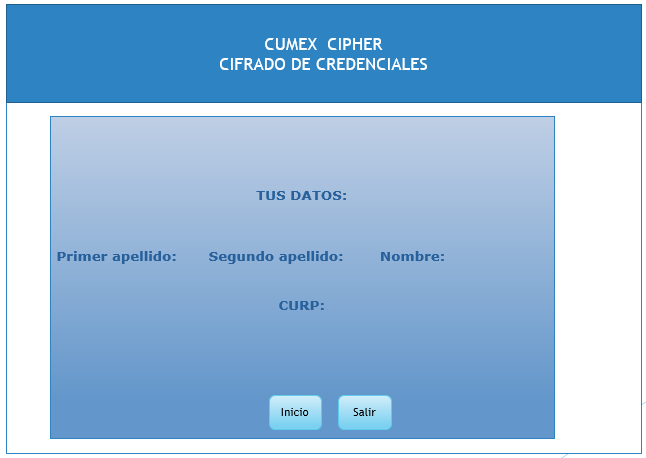 CUMEX CIPHER
CIFRADO DE CREDENCIALES
TUS DATOS:
Primer apellido: Segundo apellido: Nombre:
CURP:
Inicio Salir